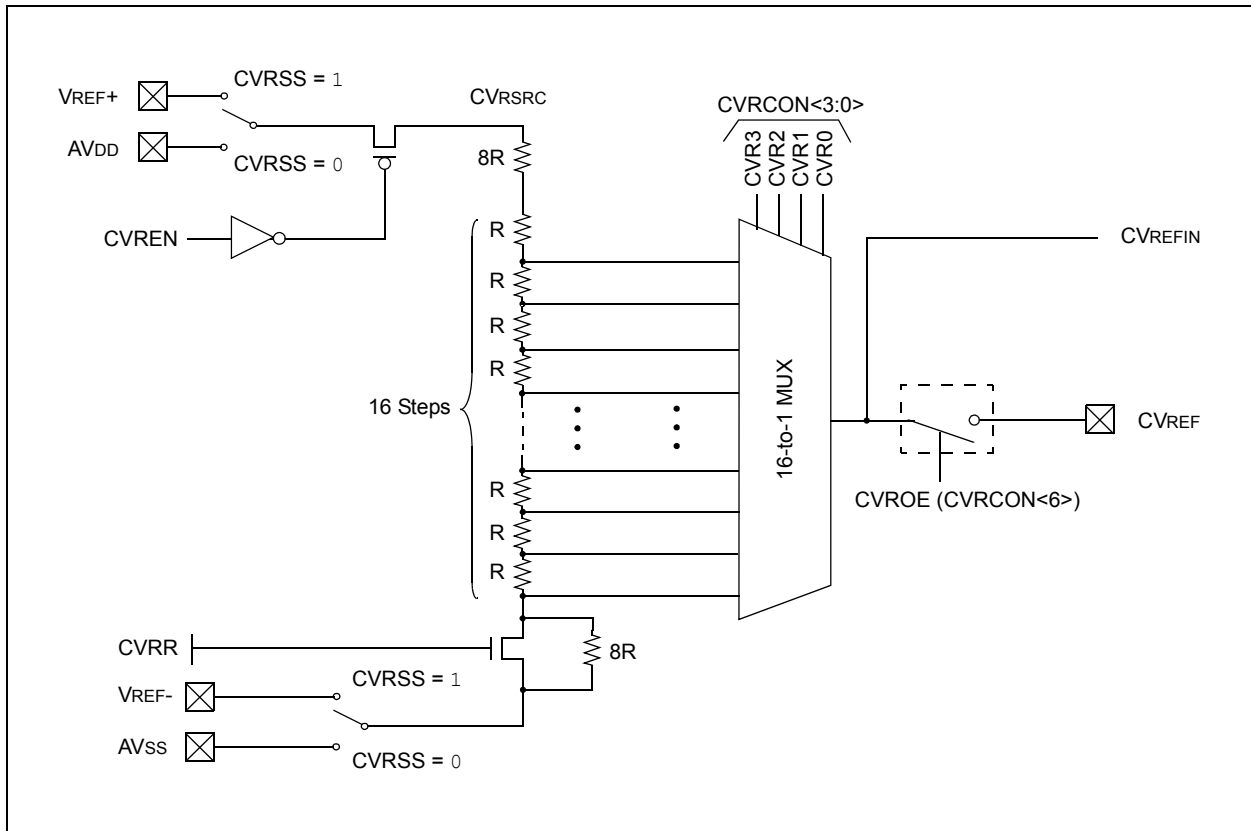 VREF+
CVRSS = 1
AVDD
CVRSS = 0
CVREN
CVRSRC
8R
R
R
R
R
16 Steps
R
R
R
CVRCON<3:0>
CVR3
CVR2
CVR1
CVR0
16-to-1 MUX
CVREFIN
CVREF
CVROE (CVRCON<6>)
CVRR
8R
VREF-
CVRSS = 1
AVSS
CVRSS = 0